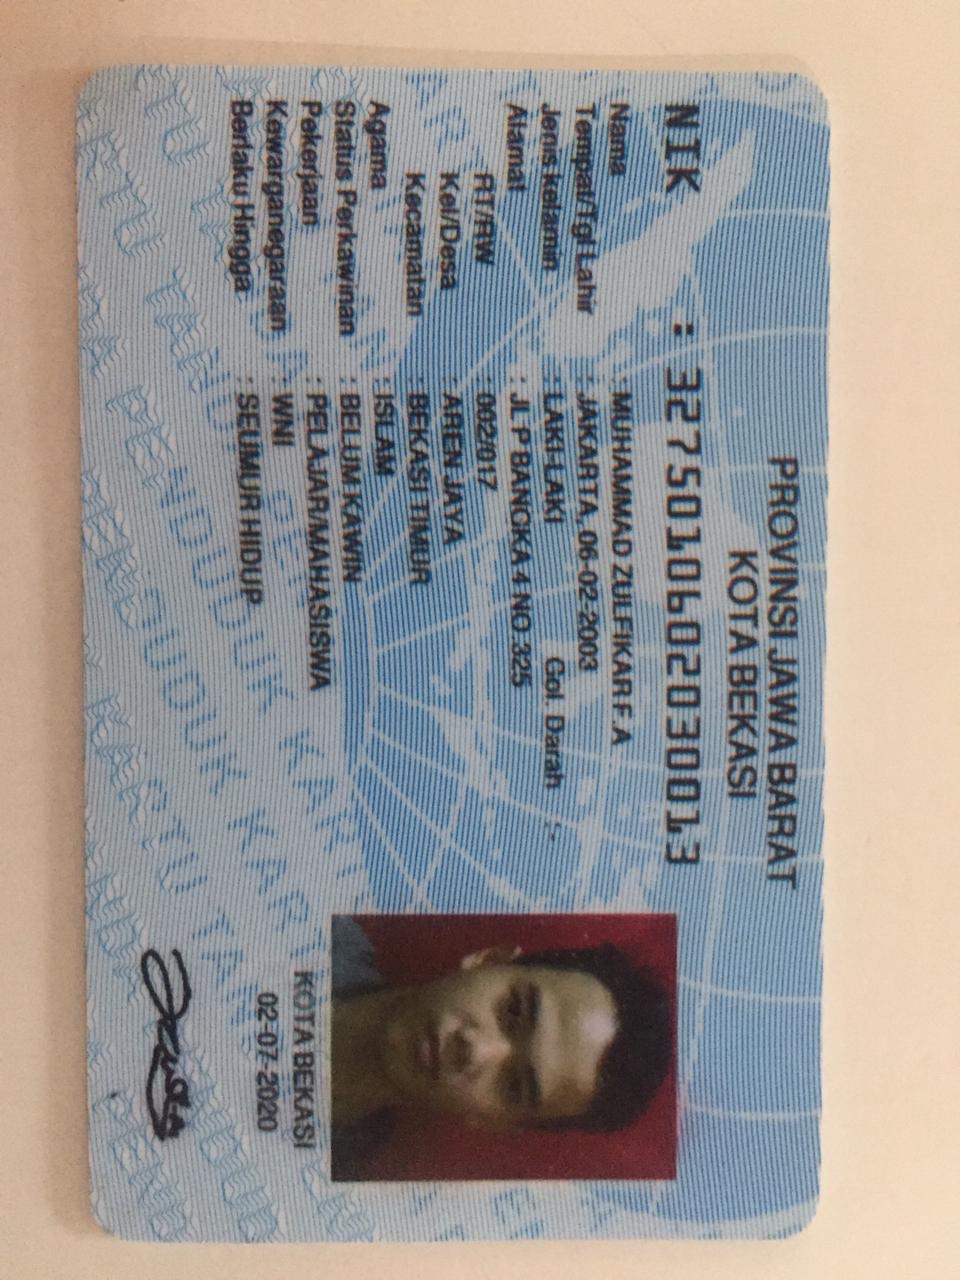 PROVINSI JAWA BARAT
KOTA BEKASI
NIK : 3275010602030013
Nama : MUHAMMAD ZULFIKAR F.A
Tempat/Tgl Lahir : JAKARTA, 06-02-2003
Jenis kelamin : LAKI-LAKI Gol. Darah : -
Alamat : JL P BANGKA 4 NO.325
RT/RW : 002/017
Kel/Desa : AREN JAYA
Kecamatan : BEKASI TIMUR
Agama : ISLAM
Status Perkawinan : BELUM KAWIN
Pekerjaan : PELAJAR/MAHASISWA
Kewarganegaraan : WNI
Berlaku Hingga : SEUMUR HIDUP
KOTA BEKASI
02-07-2020